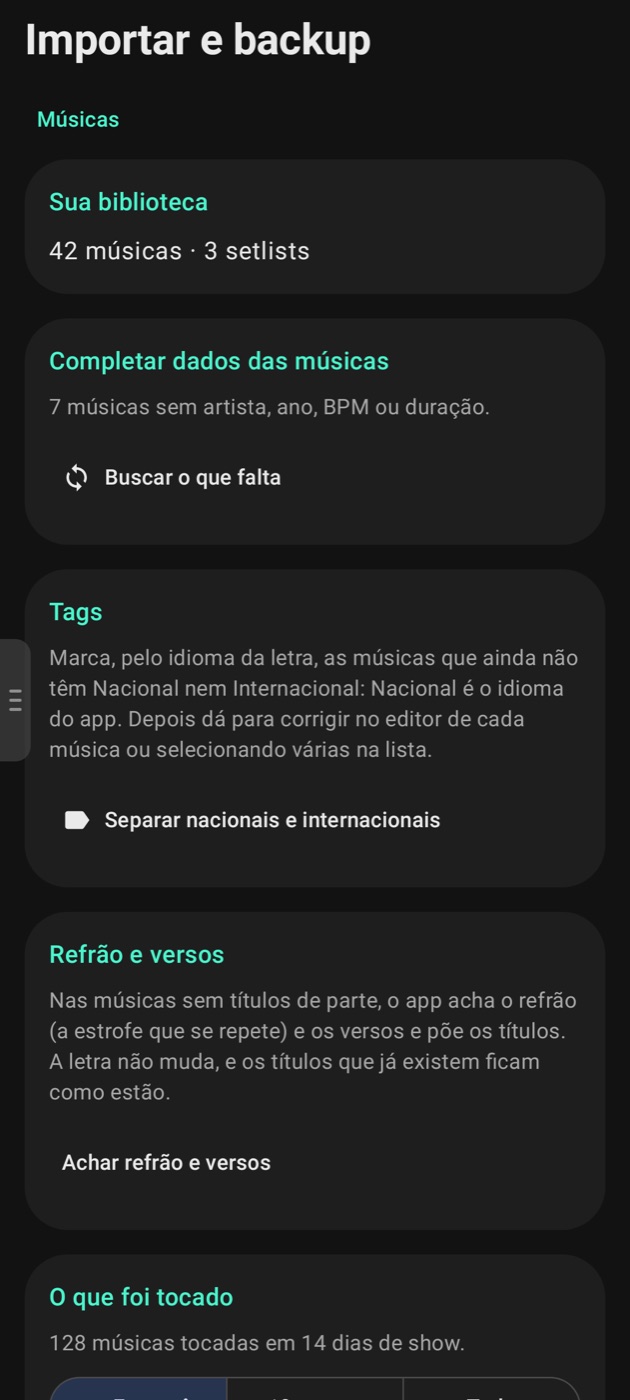 Importar e backup
Músicas
Sua biblioteca
42 músicas · 3 setlists
Completar dados das músicas
7 músicas sem artista, ano, BPM ou duração.
Buscar o que falta
Tags
Marca, pelo idioma da letra, as músicas que ainda não
têm Nacional nem Internacional: Nacional é o idioma
do app. Depois dá para corrigir no editor de cada
música ou selecionando várias na lista.
Separar nacionais e internacionais
Refrão e versos
Nas músicas sem títulos de parte, o app acha o refrão
(a estrofe que se repete) e os versos e põe os títulos.
A letra não muda, e os títulos que já existem ficam
como estão.
Achar refrão e versos
O que foi tocado
128 músicas tocadas em 14 dias de show.